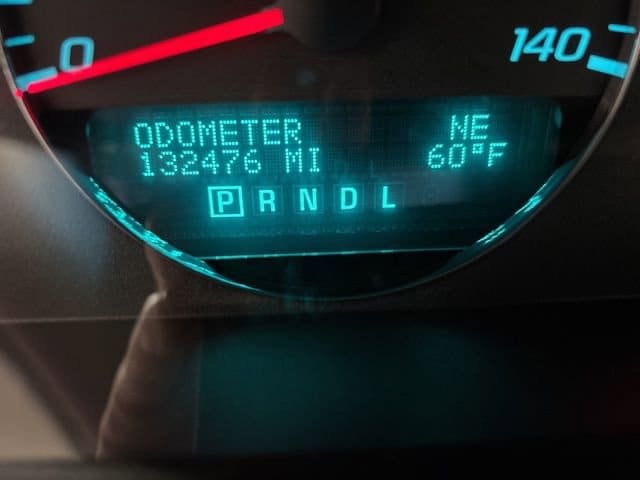 0 140
ODOMETER NE
132476 MI 60°F
P R N D L